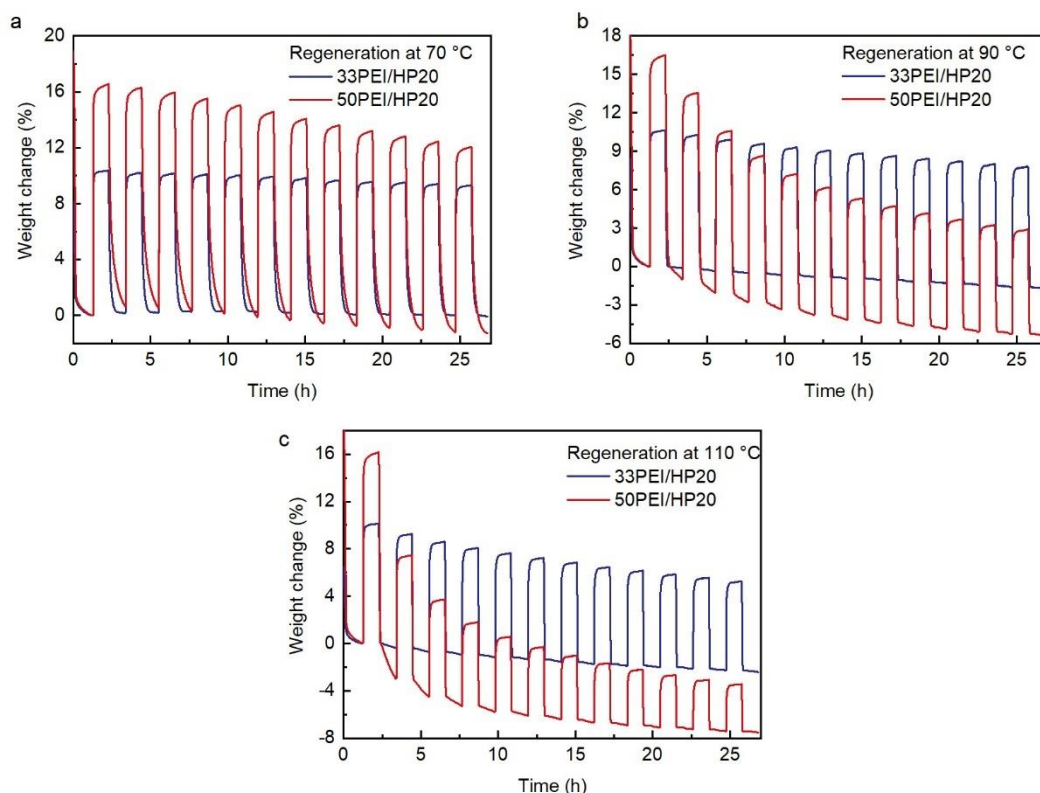 a
20
16
12
8
4
0
Weight change (%)
Regeneration at 70 °C
33PEI/HP20
50PEI/HP20
0 5 10 15 20 25
Time (h)
b
18
15
12
9
6
3
0
-3
-6
Weight change (%)
Regeneration at 90 °C
33PEI/HP20
50PEI/HP20
0 5 10 15 20 25
Time (h)
c
16
12
8
4
0
-4
-8
Weight change (%)
Regeneration at 110 °C
33PEI/HP20
50PEI/HP20
0 5 10 15 20 25
Time (h)